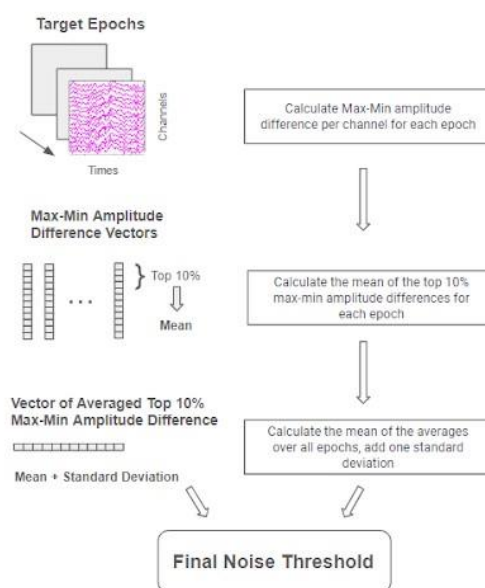 Target Epochs
Channels
Times
Calculate Max-Min amplitude
difference per channel for each epoch
Max-Min Amplitude
Difference Vectors
Top 10%
Mean
Calculate the mean of the top 10%
max-min amplitude differences for
each epoch
Vector of Averaged Top 10%
Max-Min Amplitude Difference
Mean + Standard Deviation
Calculate the mean of the averages
over all epochs, add one standard
deviation
Final Noise Threshold